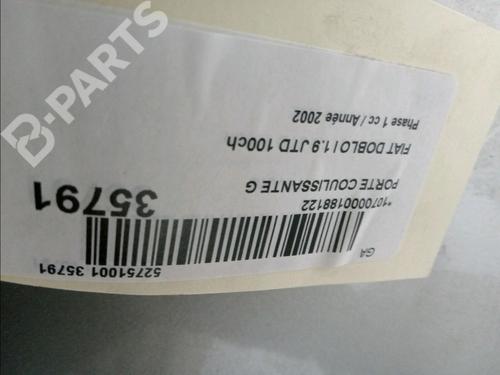 B-PARTS
GA
52751001 35791
*1070000188122
PORTE COULISSANTE G
35791
FIAT DOBLO I 1.9 JTD 100ch
Phase 1 cc / Année 2002